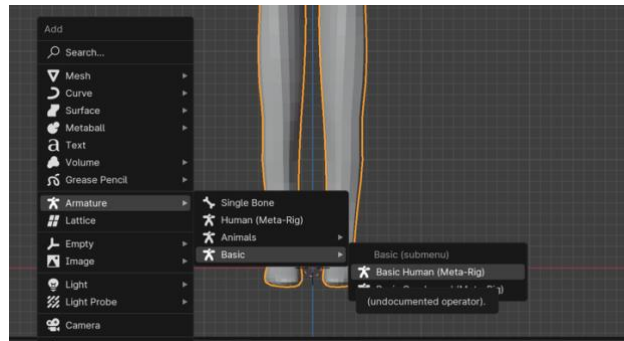 Add
Search...
Mesh
Curve
Surface
Metaball
Text
Volume
Grease Pencil
Armature
Lattice
Empty
Image
Light
Light Probe
Camera
Single Bone
Human (Meta-Rig)
Animals
Basic
Basic (submenu)
Basic Human (Meta-Rig)
(undocumented operator).